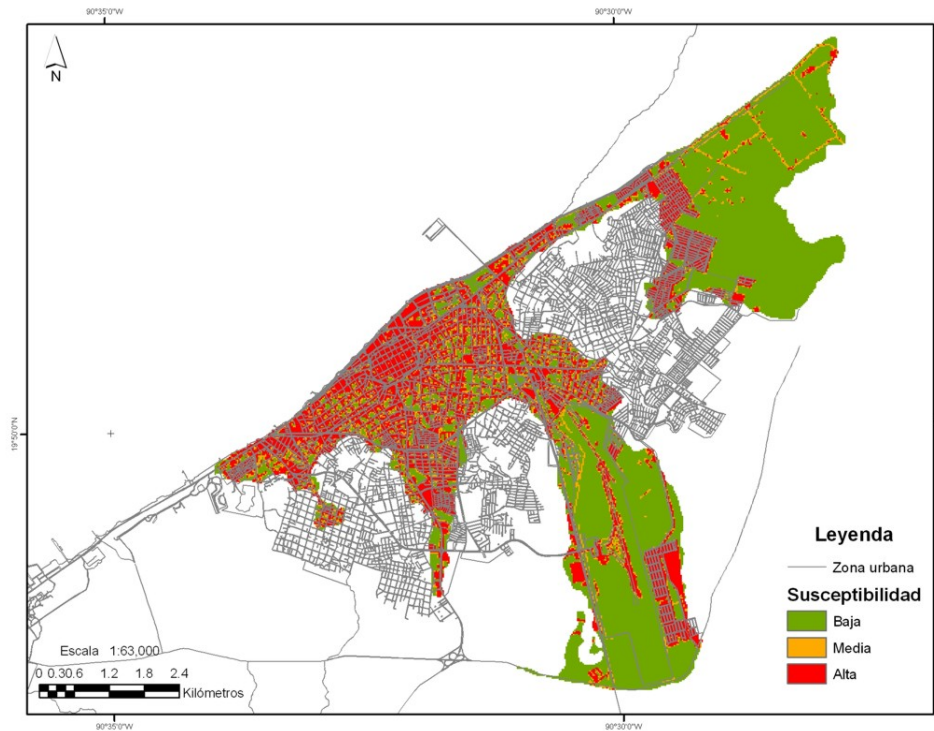 90°35'0"W 90°30'0"W
N
19°50'0"N
Leyenda
Zona urbana
Susceptibilidad
Baja
Media
Alta
Escala 1:63,000
0 0.30.6 1.2 1.8 2.4
Kilómetros
90°35'0"W 90°30'0"W